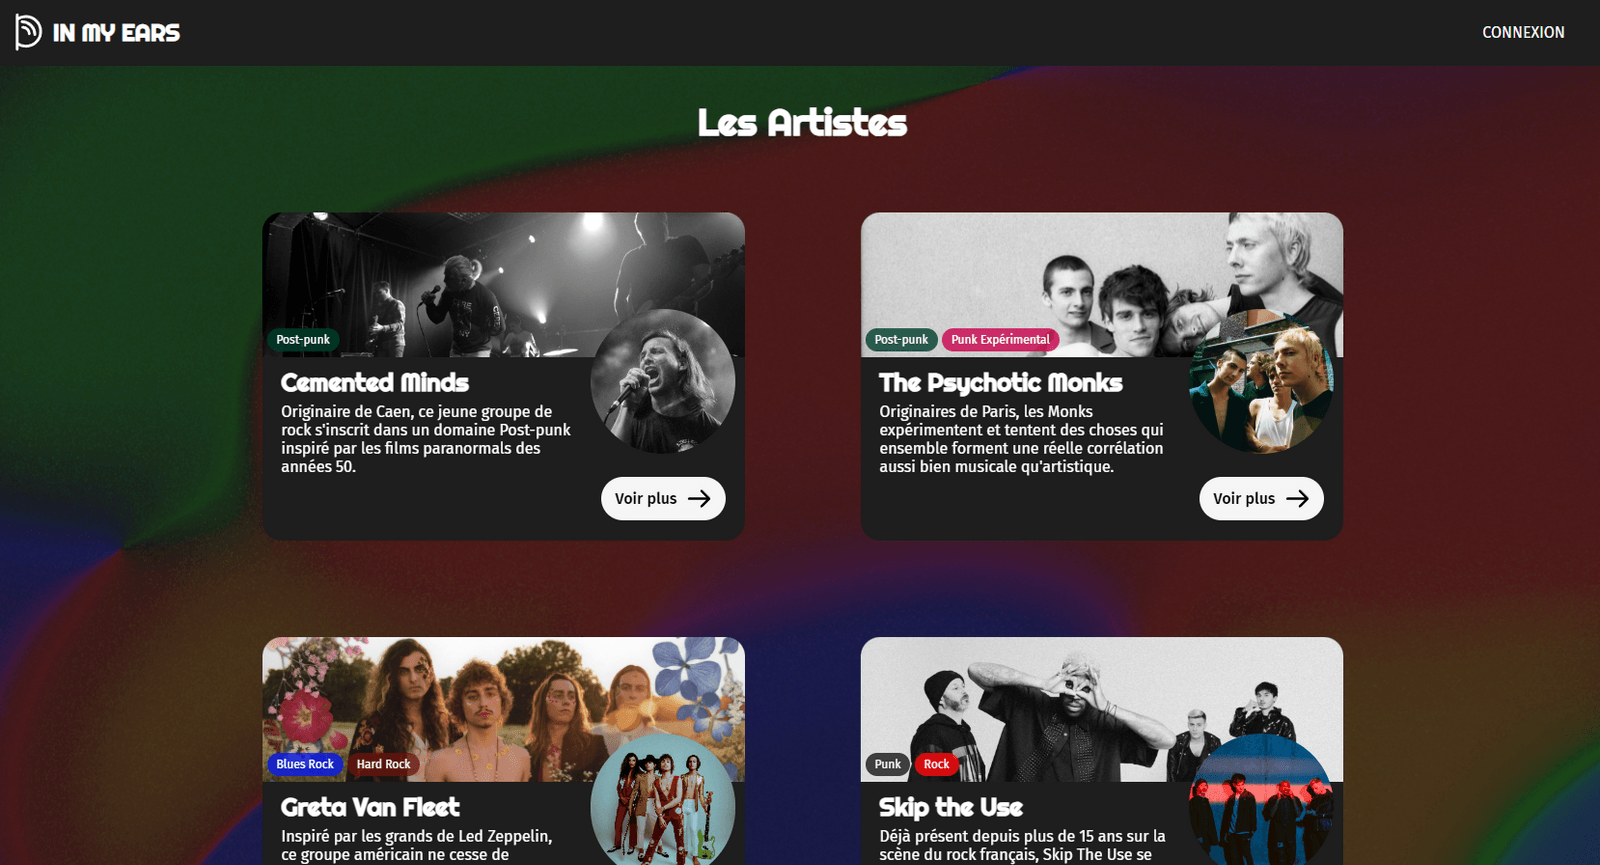 IN MY EARS
CONNEXION
Les Artistes
Post-punk
Cemented Minds
Originaire de Caen, ce jeune groupe de
rock s'inscrit dans un domaine Post-punk
inspiré par les films paranormals des
années 50.
Voir plus
Post-punk
Punk Expérimental
The Psychotic Monks
Originaires de Paris, les Monks
expérimentent et tentent des choses qui
ensemble forment une réelle corrélation
aussi bien musicale qu'artistique.
Voir plus
Blues Rock
Hard Rock
Greta Van Fleet
Inspiré par les grands de Led Zeppelin,
ce groupe américain ne cesse de
Punk
Rock
Skip the Use
Déjà présent depuis plus de 15 ans sur la
scène du rock français, Skip The Use se